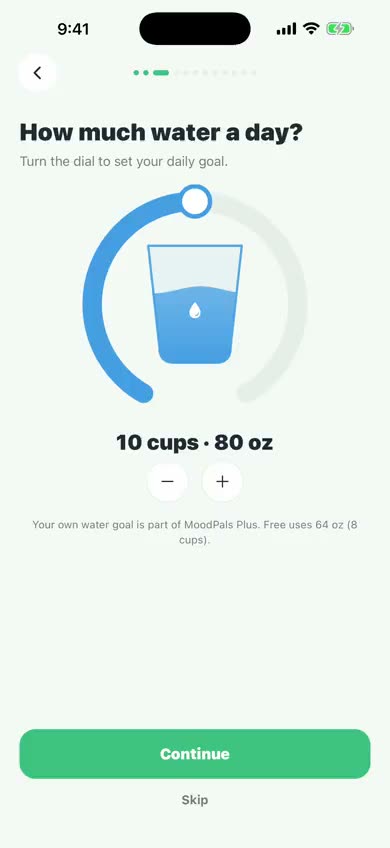 9:41
How much water a day?
Turn the dial to set your daily goal.
10 cups · 80 oz
Your own water goal is part of MoodPals Plus. Free uses 64 oz (8
cups).
Continue
Skip